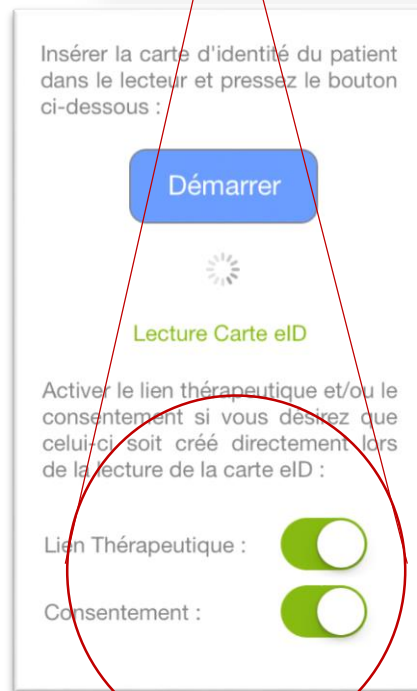 Insérer la carte d'identité du patient
dans le lecteur et pressez le bouton
ci-dessous :
Démarrer
Lecture Carte eID
Activer le lien thérapeutique et/ou le
consentement si vous désirez que
celui-ci soit créé directement lors
de la lecture de la carte eID :
Lien Thérapeutique :
Consentement :